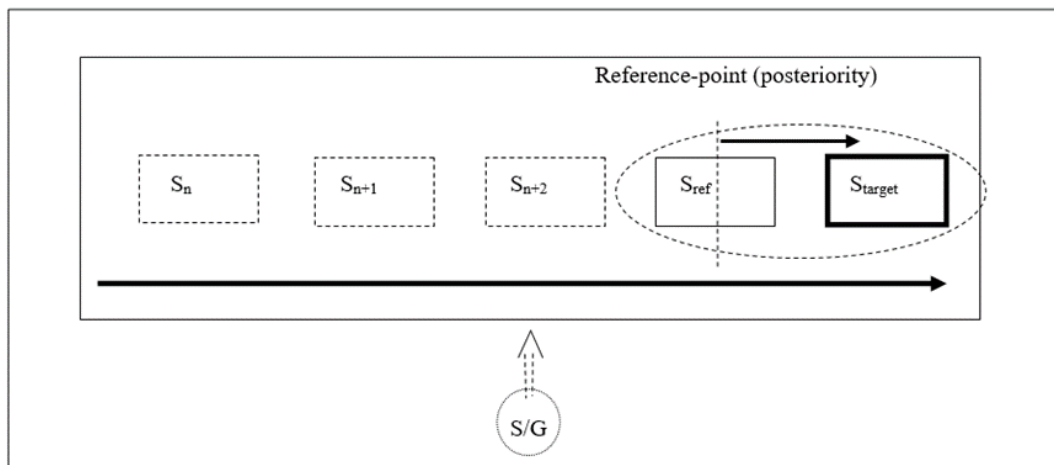 Reference-point (posteriority)
Sn Sn+1 Sn+2 Sref Starget
S/G